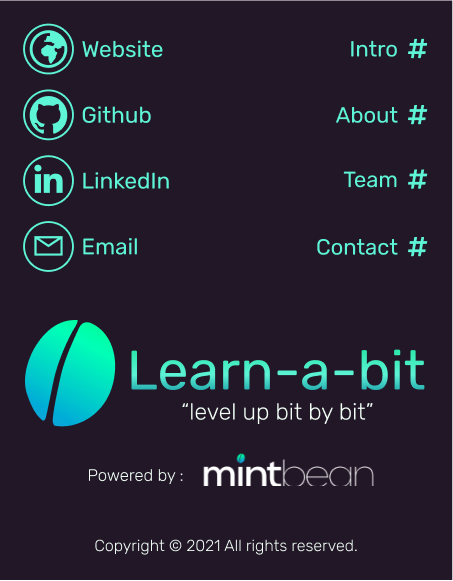 Website Intro #
Github About #
LinkedIn Team #
Email Contact #
Learn-a-bit
“level up bit by bit”
Powered by : mintbean
Copyright © 2021 All rights reserved.